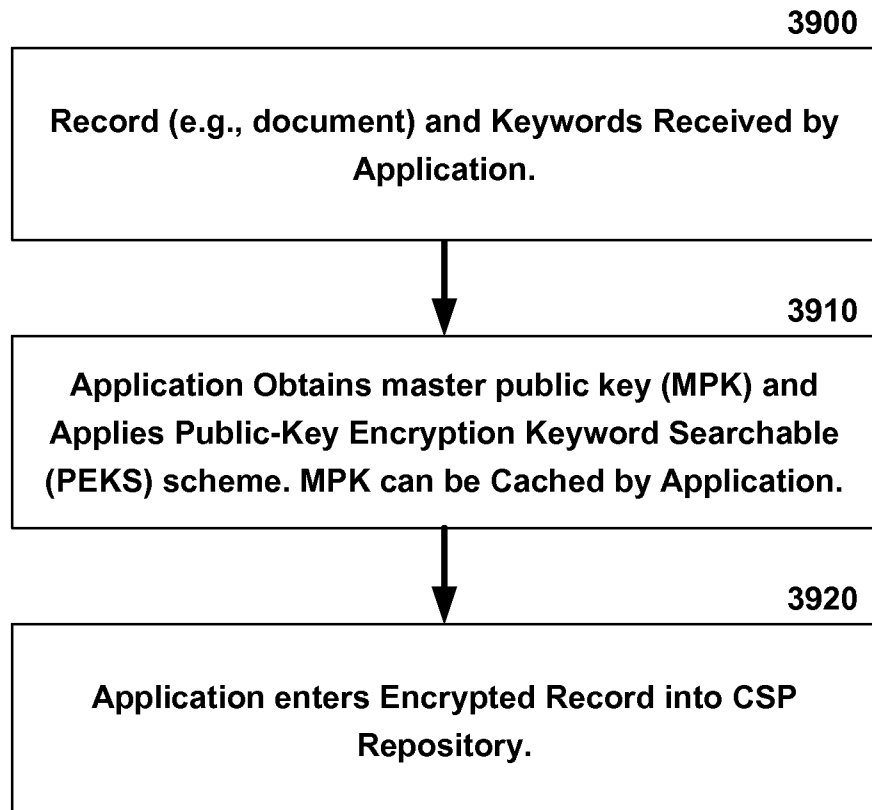 3900
Record (e.g., document) and Keywords Received by
Application.
3910
Application Obtains master public key (MPK) and
Applies Public-Key Encryption Keyword Searchable
(PEKS) scheme. MPK can be Cached by Application.
3920
Application enters Encrypted Record into CSP
Repository.